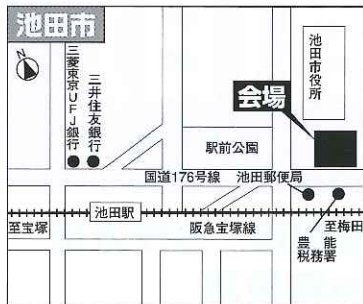 池田市
三菱東京UFJ銀行
三井住友銀行
池田市役所
会場
駅前公園
国道176号線
池田郵便局
池田駅
至宝塚
阪急宝塚線
至梅田
豊能
税務署